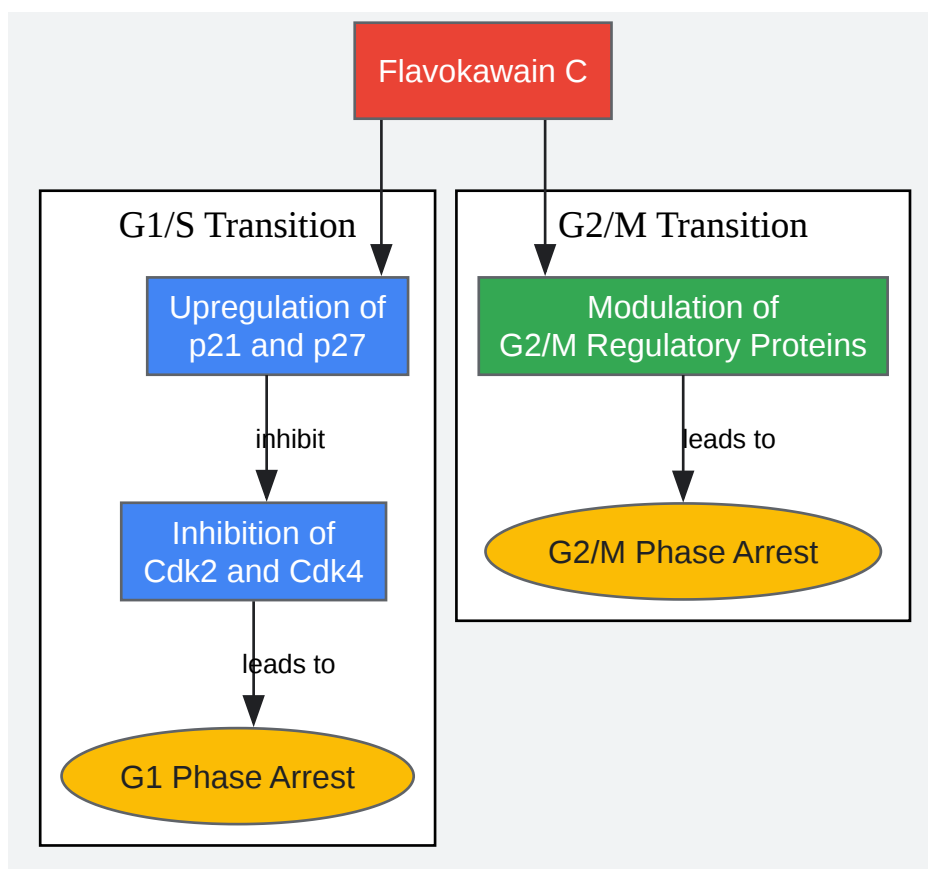 Flavokawain C
G1/S Transition
Upregulation of
p21 and p27
inhibit
Inhibition of
Cdk2 and Cdk4
leads to
G1 Phase Arrest
G2/M Transition
Modulation of
G2/M Regulatory Proteins
leads to
G2/M Phase Arrest